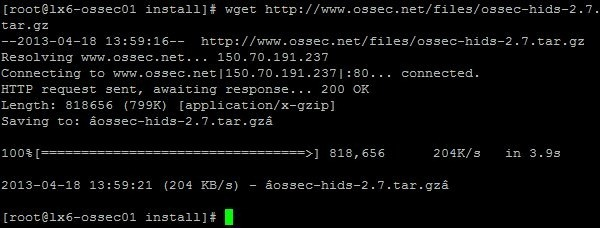 [root@lx6-ossec01 install]# wget http://www.ossec.net/files/ossec-hids-2.7.
tar.gz
--2013-04-18 13:59:16--  http://www.ossec.net/files/ossec-hids-2.7.tar.gz
Resolving www.ossec.net... 150.70.191.237
Connecting to www.ossec.net|150.70.191.237|:80... connected.
HTTP request sent, awaiting response... 200 OK
Length: 818656 (799K) [application/x-gzip]
Saving to: âossec-hids-2.7.tar.gzâ
100%[=================================>] 818,656      204K/s   in 3.9s
2013-04-18 13:59:21 (204 KB/s) - âossec-hids-2.7.tar.gzâ
[root@lx6-ossec01 install]#